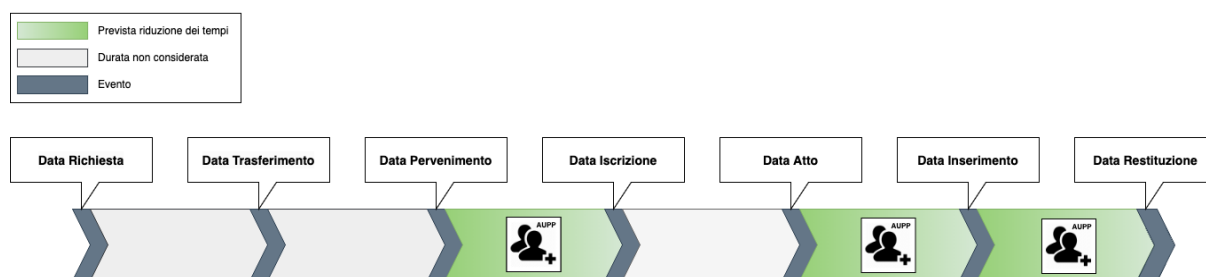 Prevista riduzione dei tempi
Durata non considerata
Evento
Data Richiesta
Data Trasferimento
Data Pervenimento
Data Iscrizione
Data Atto
Data Inserimento
Data Restituzione
AUPP
AUPP
AUPP